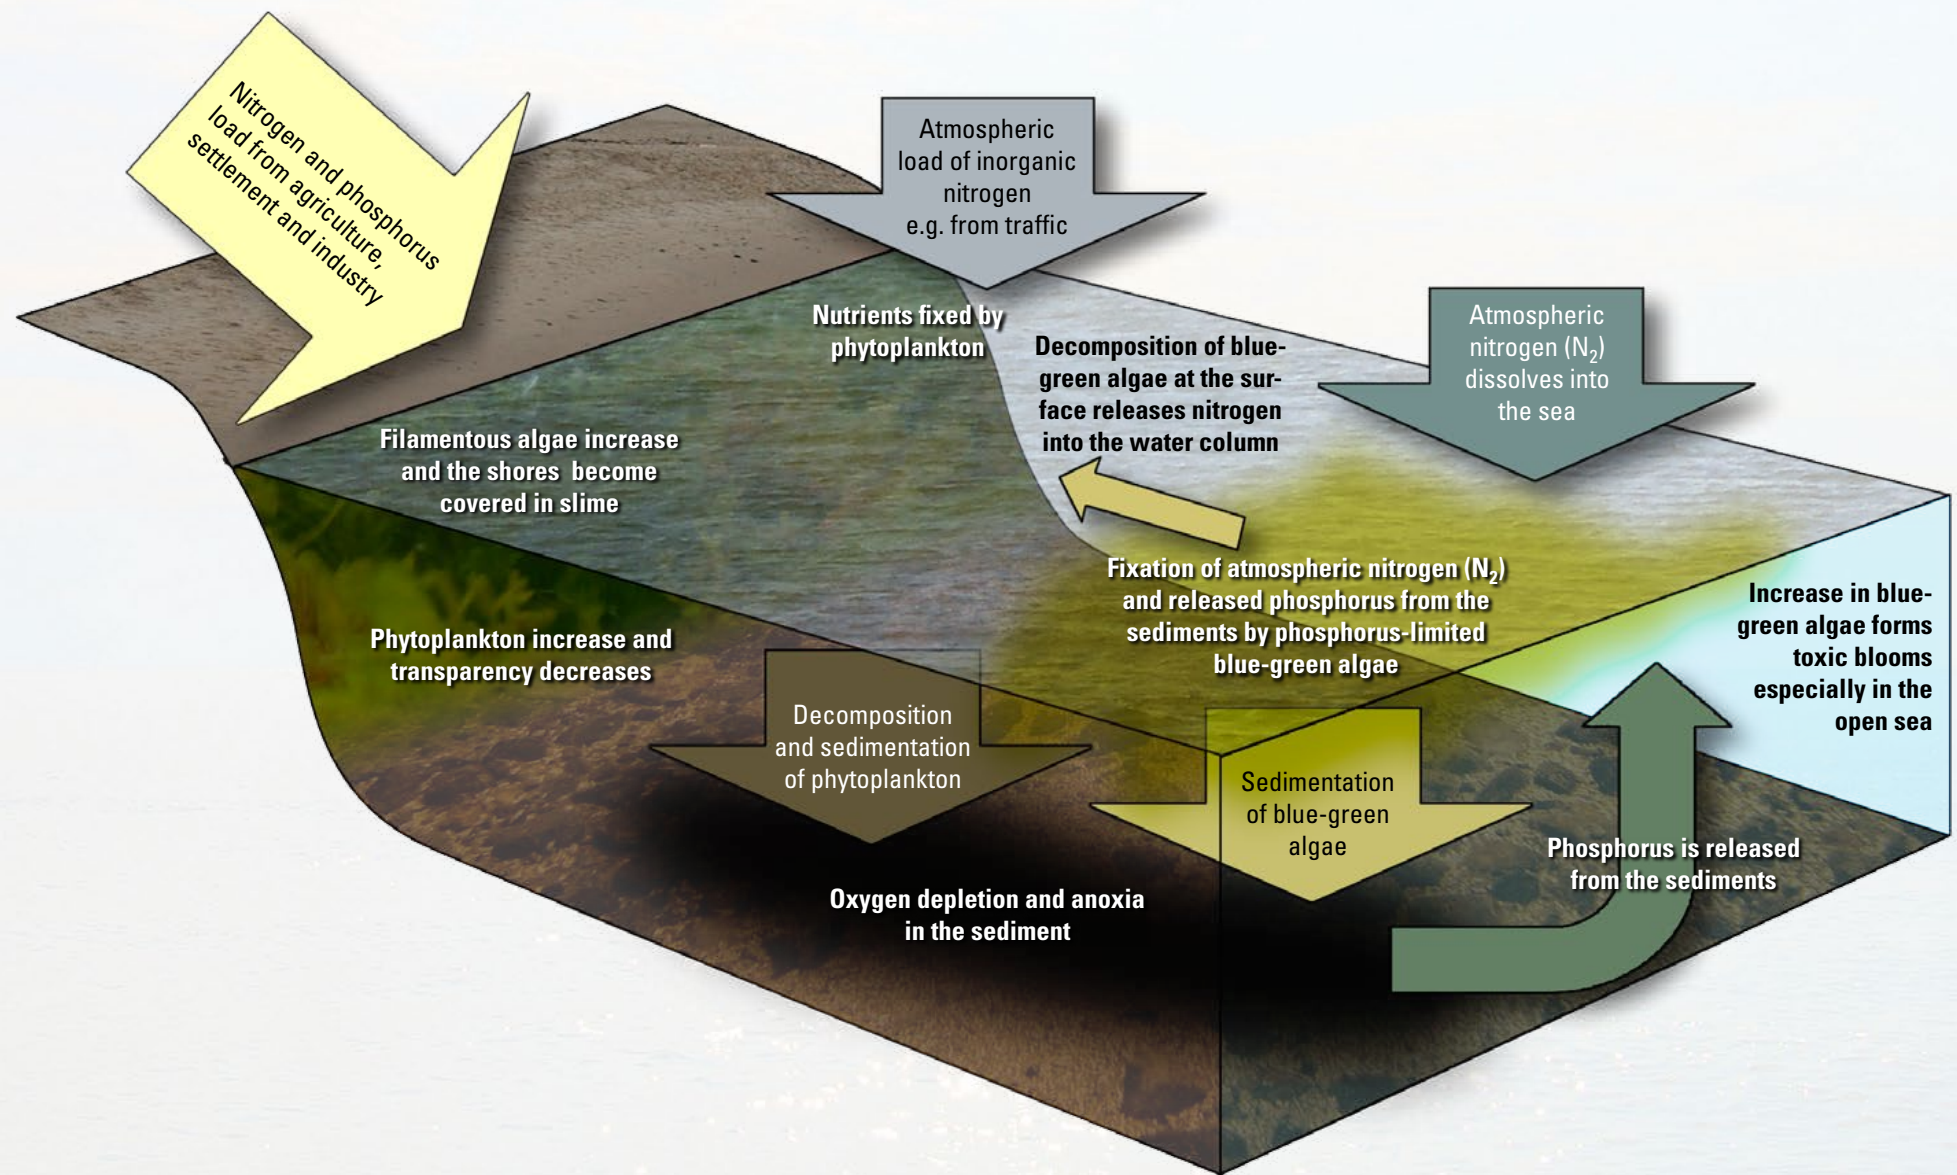 Nitrogen and phosphorus
load from agriculture,
settlement and industry
Atmospheric
load of inorganic
nitrogen
e.g. from traffic
Atmospheric
nitrogen (N₂)
dissolves into
the sea
Nutrients fixed by
phytoplankton
Decomposition of blue-
green algae at the sur-
face releases nitrogen
into the water column
Filamentous algae increase
and the shores become
covered in slime
Fixation of atmospheric nitrogen (N₂)
and released phosphorus from the
sediments by phosphorus-limited
blue-green algae
Increase in blue-
green algae forms
toxic blooms
especially in the
open sea
Phytoplankton increase and
transparency decreases
Decomposition
and sedimentation
of phytoplankton
Sedimentation
of blue-green
algae
Phosphorus is released
from the sediments
Oxygen depletion and anoxia
in the sediment